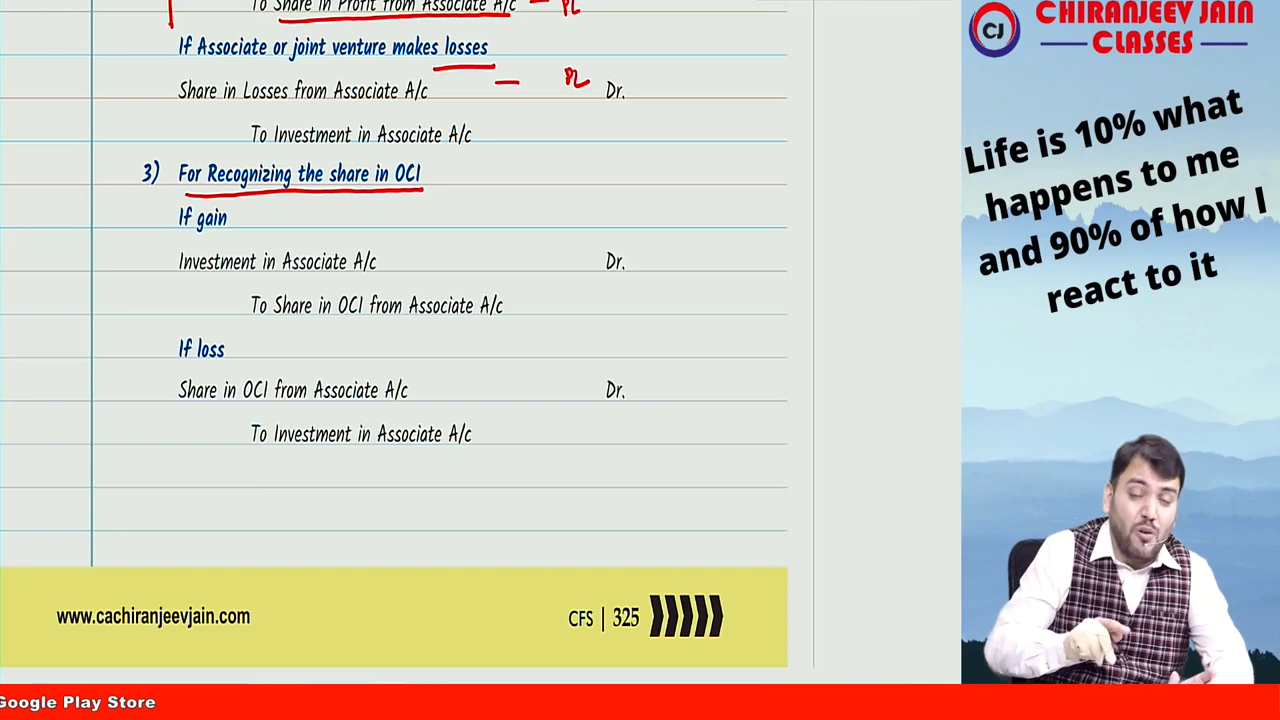 To Share in Profit from Associate A/c — PL
If Associate or joint venture makes losses
Share in Losses from Associate A/c — PL Dr.
To Investment in Associate A/c
3) For Recognizing the share in OCI
If gain
Investment in Associate A/c Dr.
To Share in OCI from Associate A/c
If loss
Share in OCI from Associate A/c Dr.
To Investment in Associate A/c
www.cachiranjeevjain.com
CFS | 325
CJ
CHIRANJEEV JAIN
CLASSES
Life is 10% what
happens to me
and 90% of how I
react to it
Google Play Store